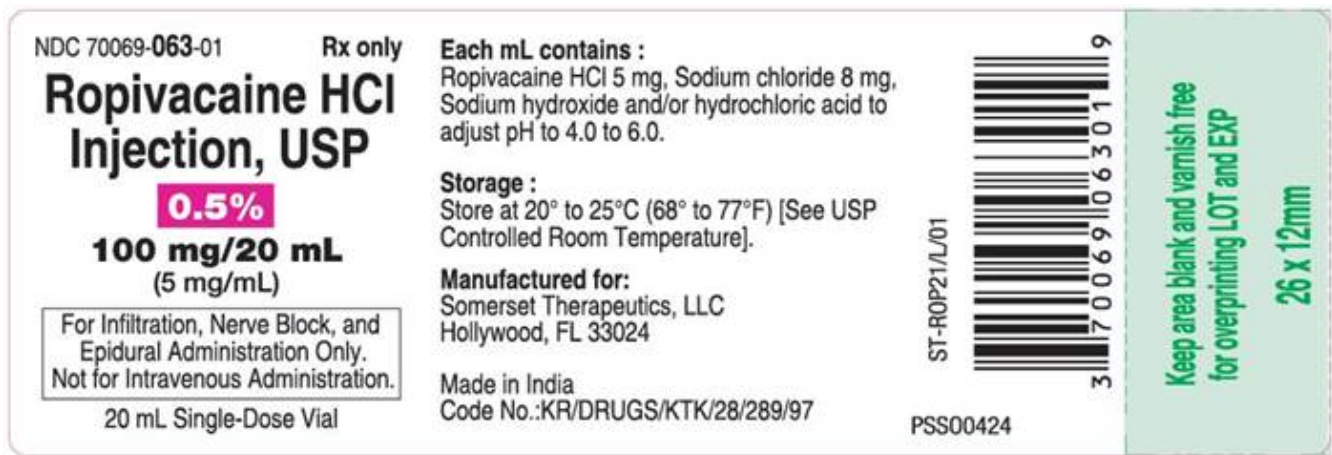 NDC 70069-063-01 Rx only
Ropivacaine HCl
Injection, USP
0.5%
100 mg/20 mL
(5 mg/mL)
For Infiltration, Nerve Block, and
Epidural Administration Only.
Not for Intravenous Administration.
20 mL Single-Dose Vial
Each mL contains :
Ropivacaine HCl 5 mg, Sodium chloride 8 mg,
Sodium hydroxide and/or hydrochloric acid to
adjust pH to 4.0 to 6.0.
Storage :
Store at 20° to 25°C (68° to 77°F) [See USP
Controlled Room Temperature].
Manufactured for:
Somerset Therapeutics, LLC
Hollywood, FL 33024
Made in India
Code No.:KR/DRUGS/KTK/28/289/97
ST-ROP21/L/01
3 70069 06301 9
PSS00424
Keep area blank and varnish free
for overprinting LOT and EXP
26 x 12mm